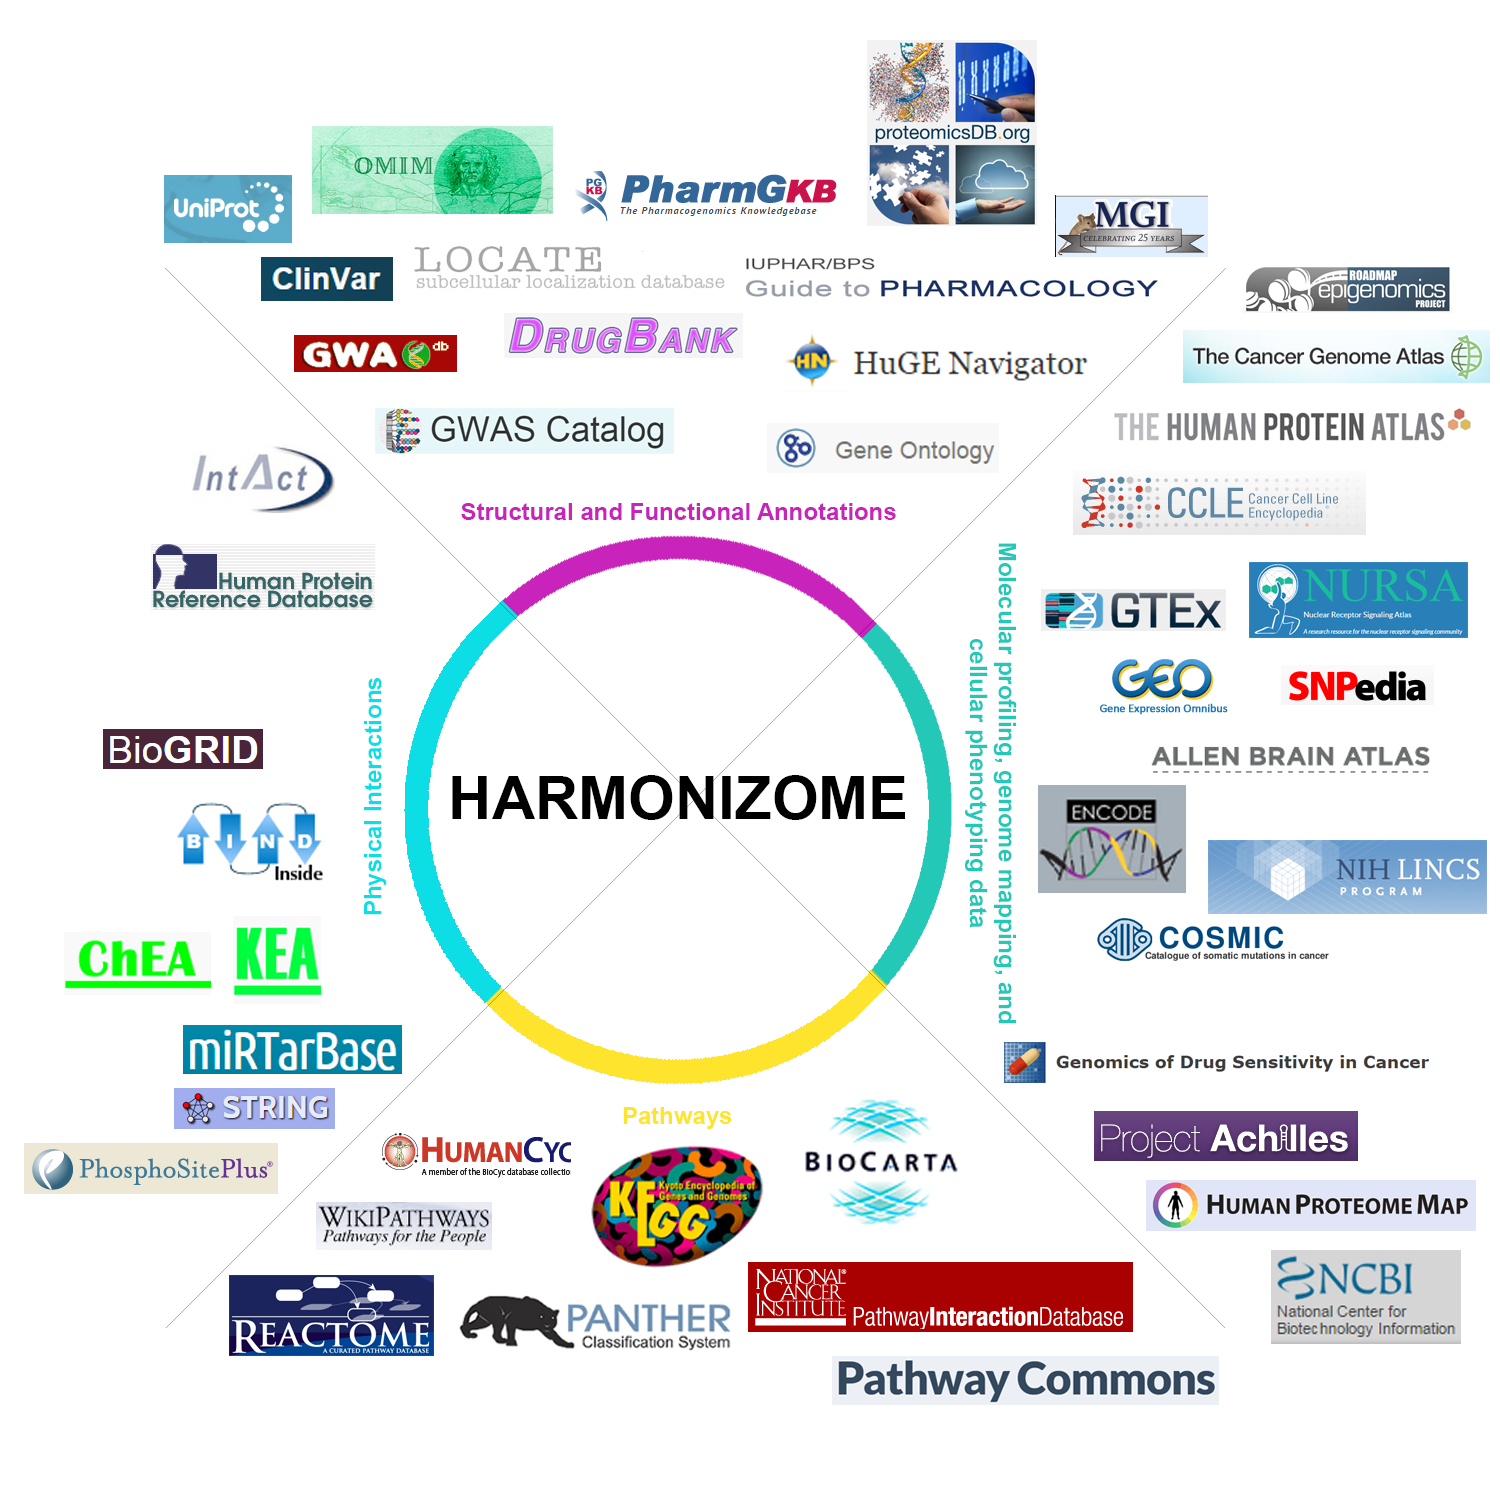 proteomicsDB.org
OMIM
UniProt
PG
KB
PharmGKB
The Pharmacogenomics Knowledgebase
MGI
CELEBRATING 25 YEARS
ClinVar
LOCATE
subcellular localization database
IUPHAR/BPS
Guide to PHARMACOLOGY
GWAS db
DRUGBANK
HN
HuGE Navigator
GWAS Catalog
Gene Ontology
Structural and Functional Annotations
ROADMAP
epigenomics
PROJECT
The Cancer Genome Atlas
THE HUMAN PROTEIN ATLAS
CCLE
Cancer Cell Line
Encyclopedia
GTEx
NURSA
Nuclear Receptor Signaling Atlas
A research resource for the nuclear receptor signaling community
GEO
Gene Expression Omnibus
SNPedia
ALLEN BRAIN ATLAS
ENCODE
NIH LINCS
PROGRAM
COSMIC
Catalogue of somatic mutations in cancer
Genomics of Drug Sensitivity in Cancer
Project Achilles
HUMAN PROTEOME MAP
NCBI
National Center for
Biotechnology Information
Molecular profiling, genome mapping, and
cellular phenotyping data
HARMONIZOME
IntAct
Human Protein
Reference Database
Physical Interactions
BioGRID
BIND
Inside
ChEA
KEA
miRTarBase
STRING
PhosphoSitePlus®
Pathways
HUMANCYC
A member of the BioCyc database collectio
KEGG
Kyoto Encyclopedia of
Genes and Genomes
BIOCARTA
WIKIPATHWAYS
Pathways for the People
REACTOME
A CURATED PATHWAY DATABASE
PANTHER
Classification System
NATIONAL®
CANCER
INSTITUTE
PathwayInteractionDatabase
Pathway Commons